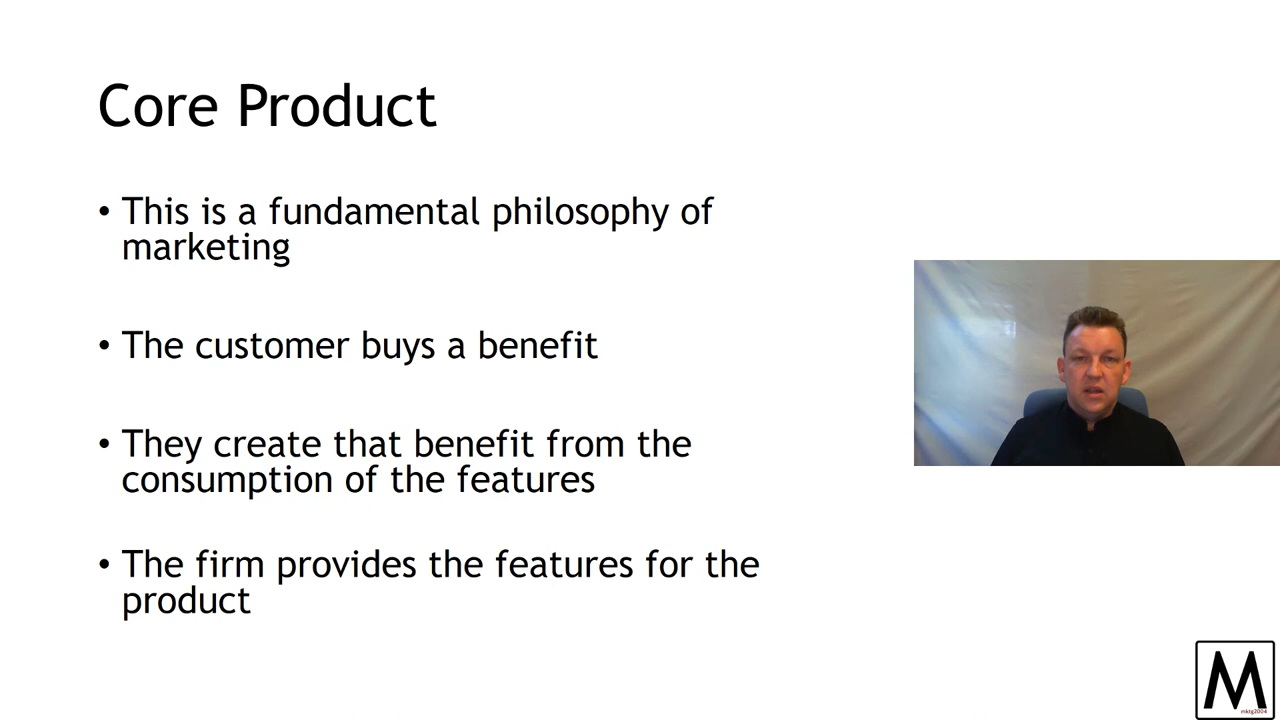 Core Product
• This is a fundamental philosophy of
marketing
• The customer buys a benefit
• They create that benefit from the
consumption of the features
• The firm provides the features for the
product
M
mktg2004